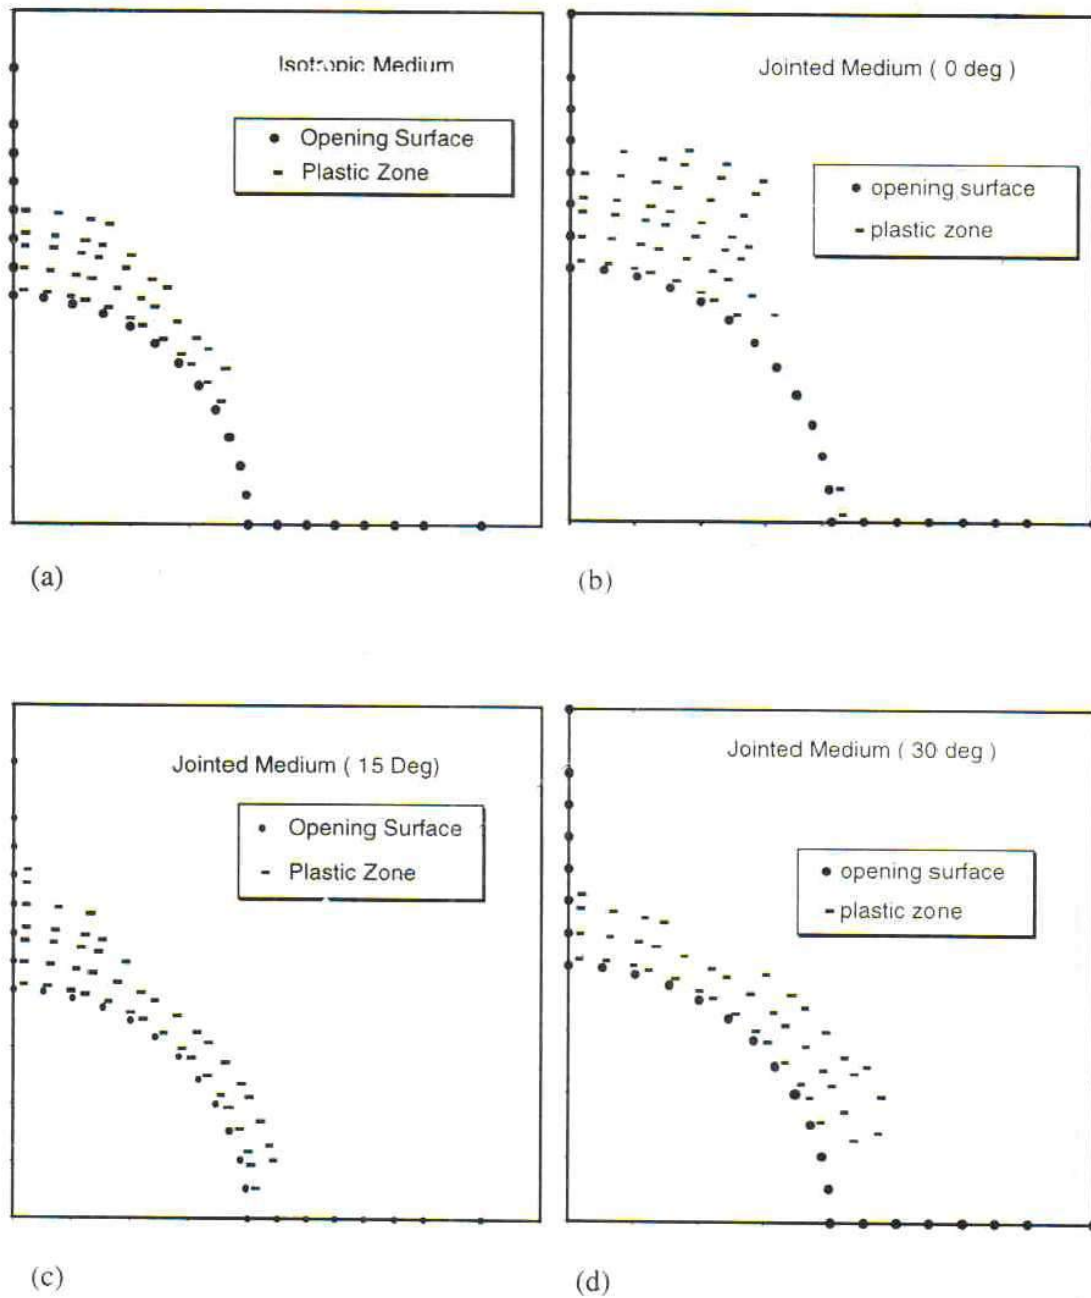 Isotropic Medium
• Opening Surface
- Plastic Zone
(a)
Jointed Medium ( 0 deg )
• opening surface
- plastic zone
(b)
Jointed Medium ( 15 Deg)
• Opening Surface
- Plastic Zone
(c)
Jointed Medium ( 30 deg )
• opening surface
- plastic zone
(d)